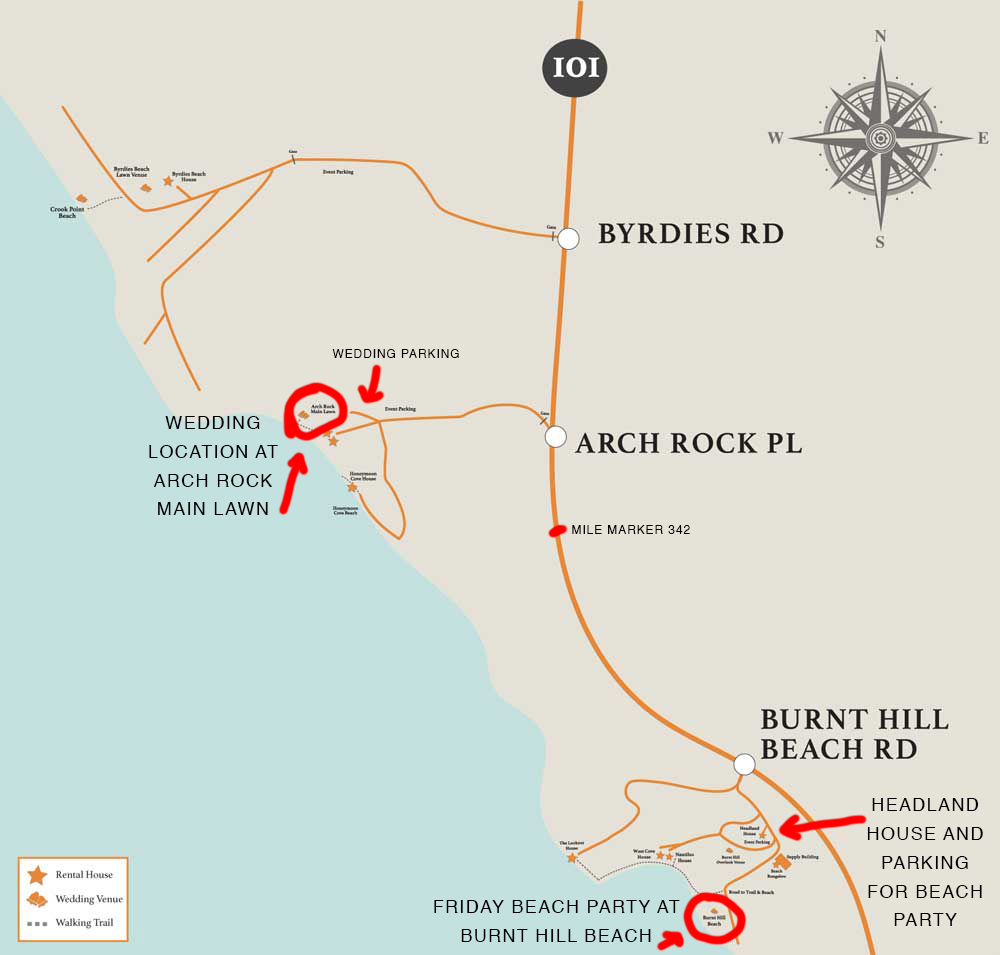 N
101
W
E
S
Gate
Event Parking
Byrdies Beach
Lawn Venue
Byrdies Beach
House
Crook Point
Beach
Gate
BYRDIES RD
WEDDING PARKING
Arch Rock
Main Lawn
Event Parking
Gate
WEDDING
LOCATION AT
ARCH ROCK
MAIN LAWN
ARCH ROCK PL
Honeymoon
Cove House
Honeymoon
Cove Beach
MILE MARKER 342
BURNT HILL
BEACH RD
HEADLAND
HOUSE AND
PARKING
FOR BEACH
PARTY
Headland
House
Event Parking
The Lookout
House
West Cove
House
Nautilus
House
Burnt Hill
Overlook Venue
Supply Building
Beach
Bungalow
Road to Trail & Beach
Burnt Hill
Beach
FRIDAY BEACH PARTY AT
BURNT HILL BEACH
Rental House
Wedding Venue
Walking Trail